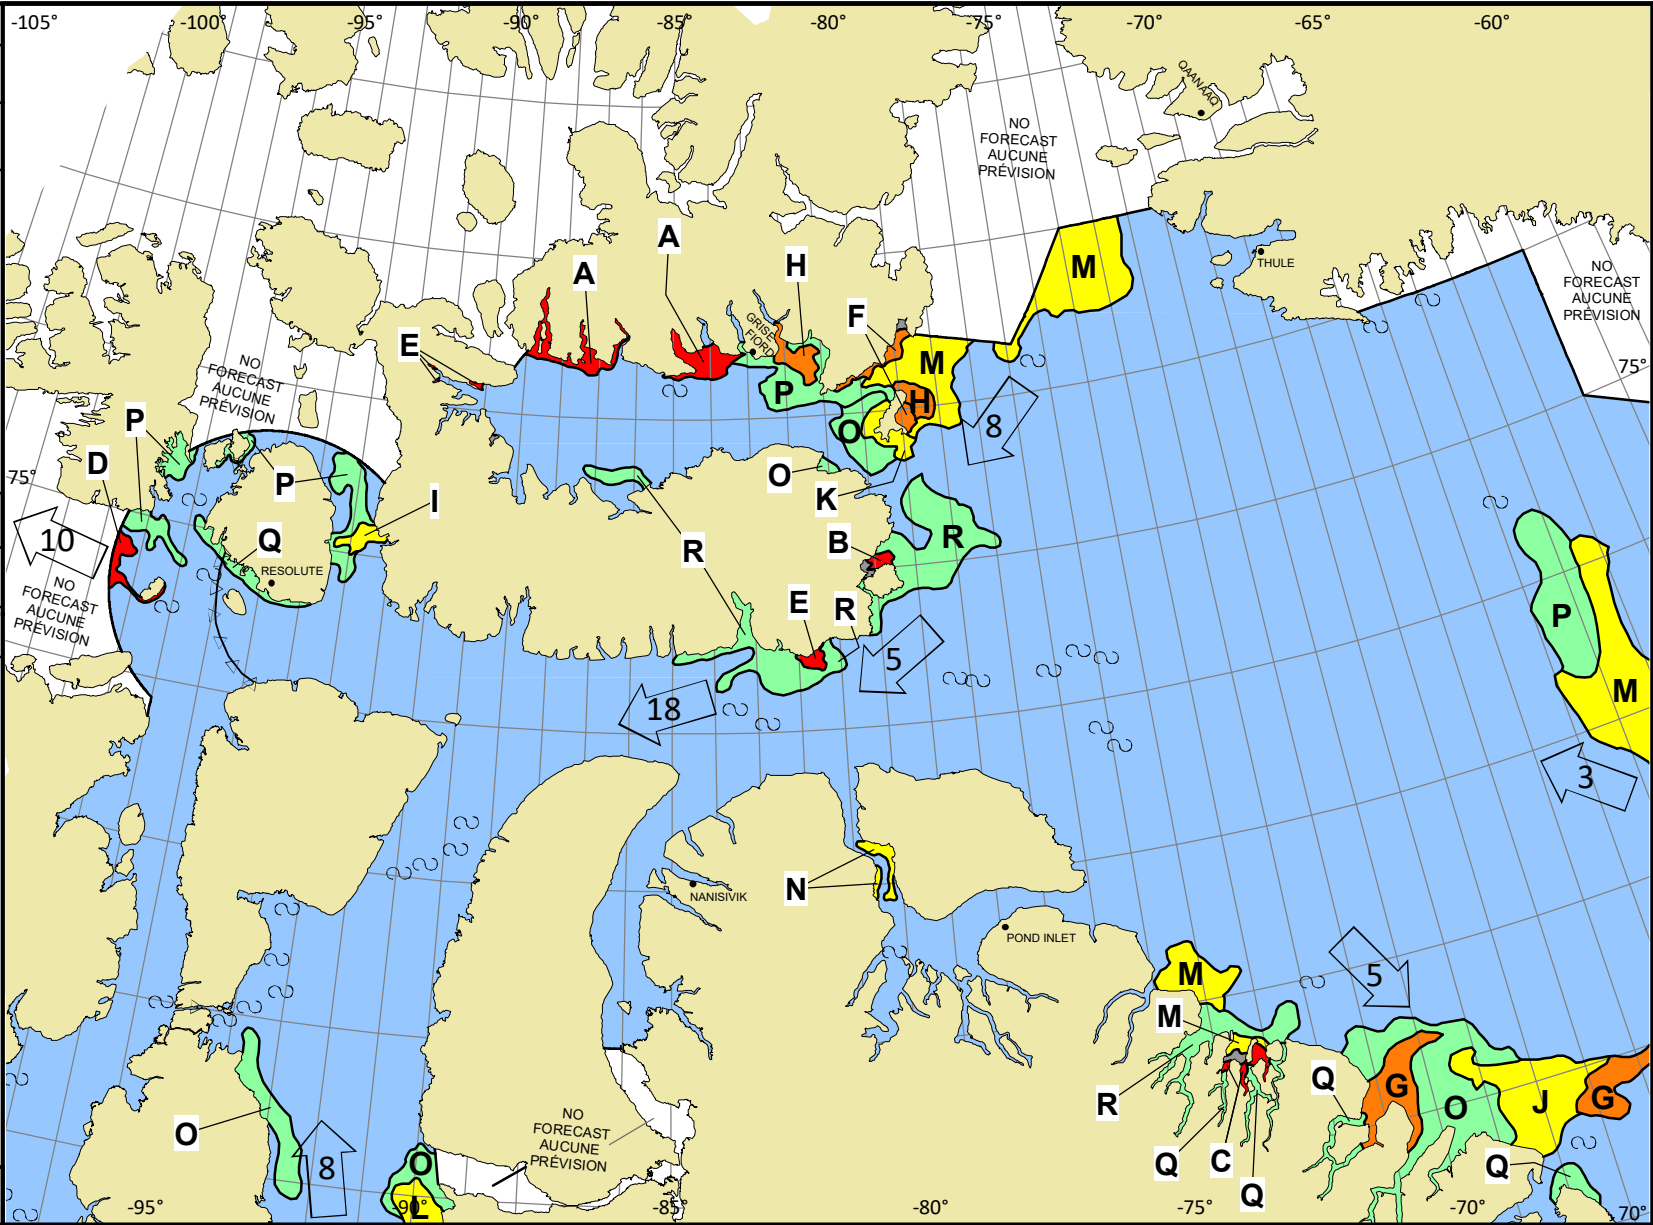 -105° -100° -95° -90° -85° -80° -75° -70° -65° -60°
QAANAAQ
NO
FORECAST
AUCUNE
PRÉVISION
A
M
A
H
THULE
NO
FORECAST
AUCUNE
PRÉVISION
F
GRISE
FIORD
E
M
NO
FORECAST
AUCUNE
PRÉVISION
75°
P
H
P
8
O
D
75°
P
O
K
I
10
Q
B
R
R
RESOLUTE
NO
FORECAST
AUCUNE
PRÉVISION
E
R
P
5
M
18
3
N
NANISIVIK
POND INLET
M
5
M
Q
G
G
J
R
O
NO
FORECAST
AUCUNE
PRÉVISION
O
8
O
Q
C
Q
Q
L
-95° -90° -85° -80° -75° -70° 70°